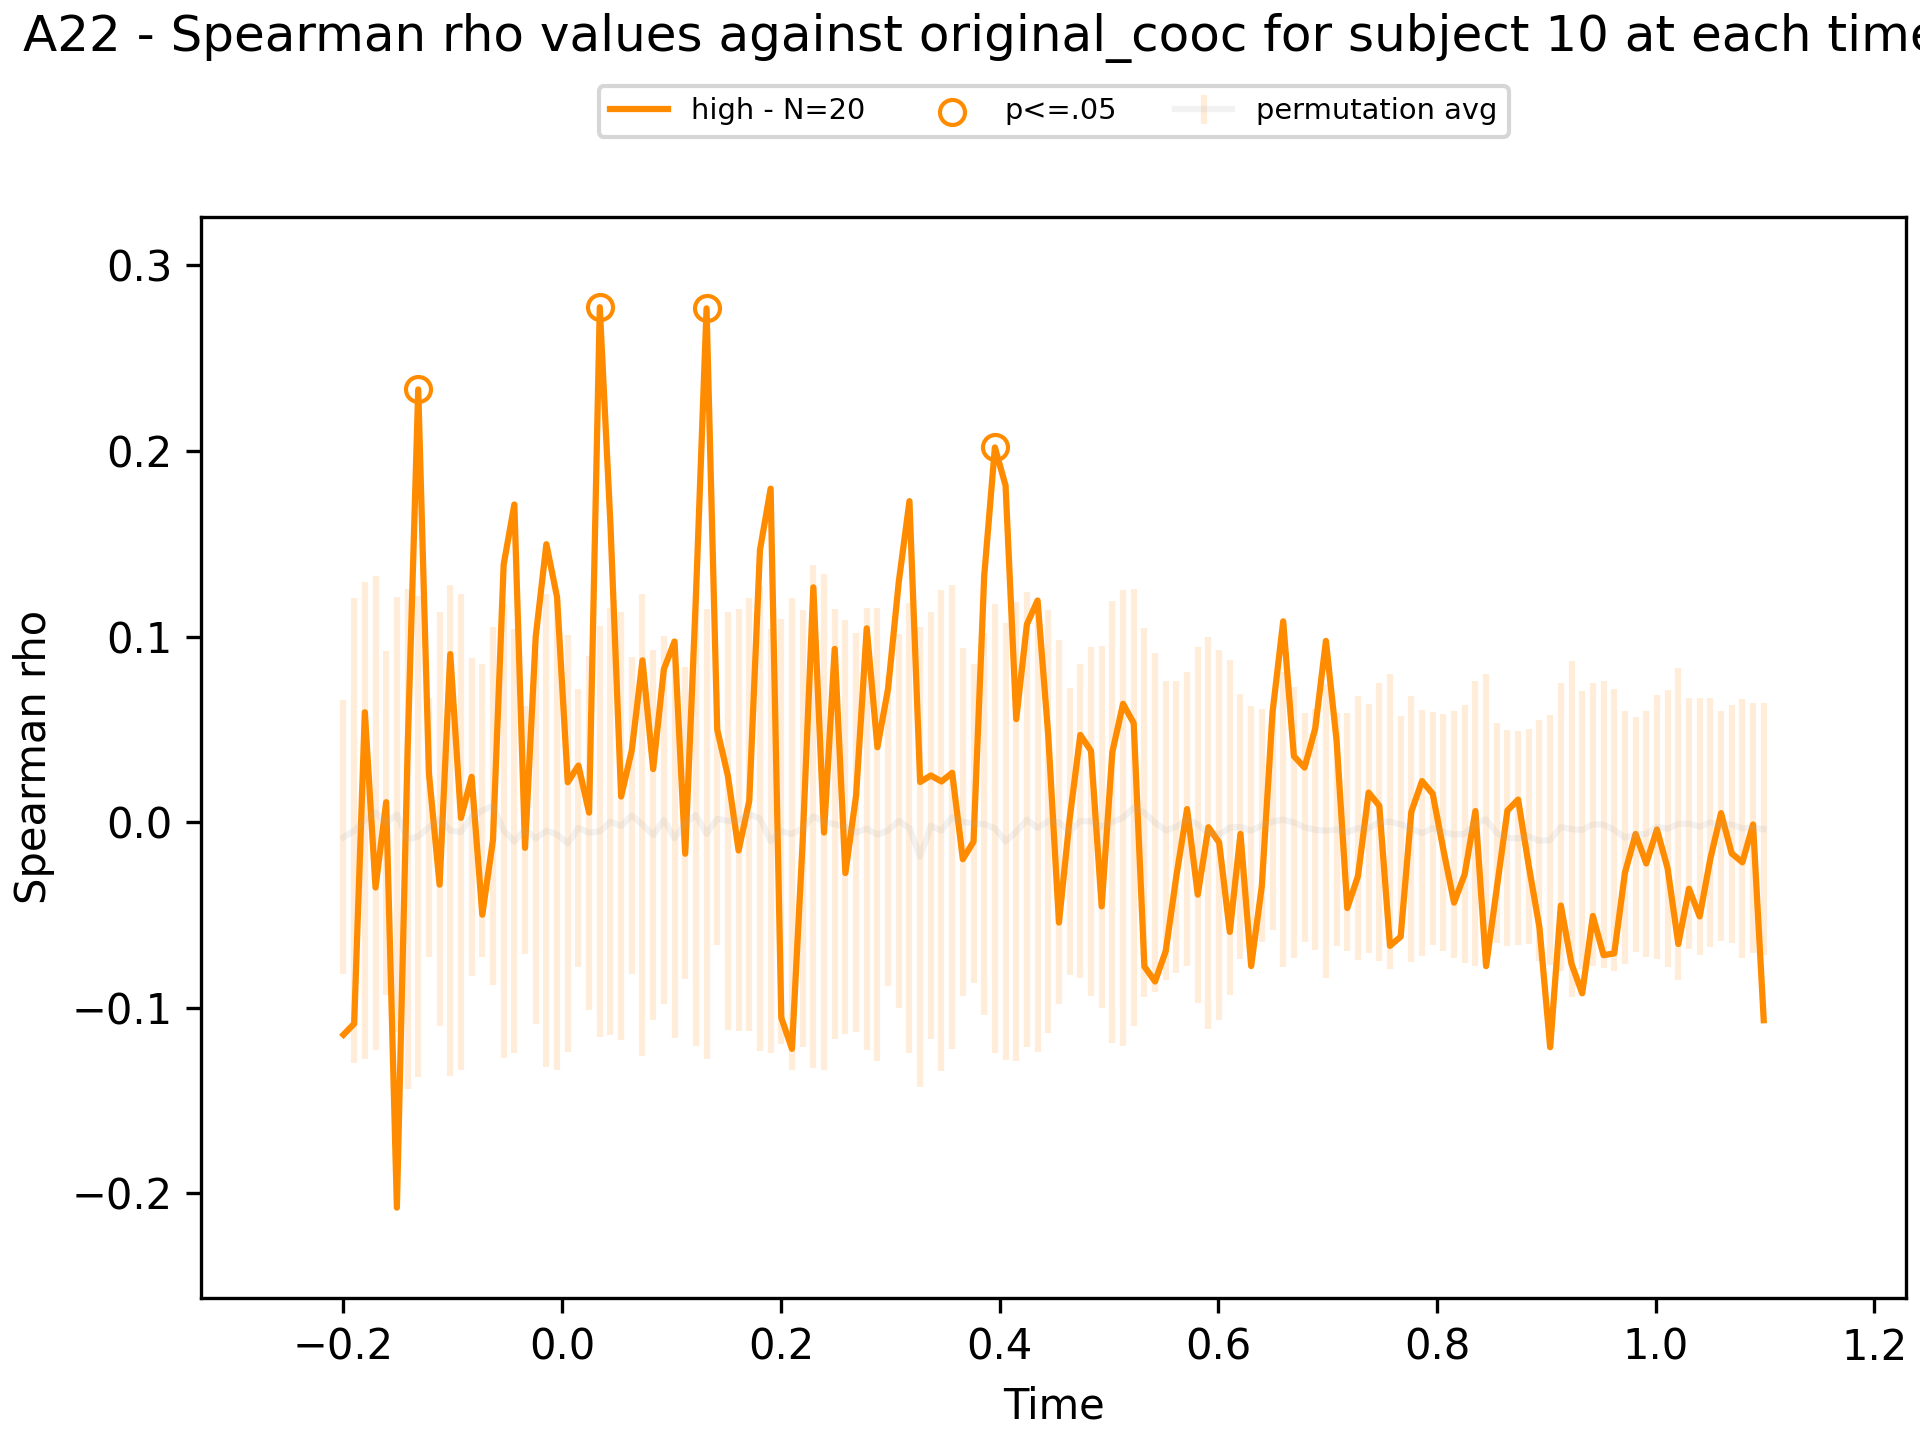 A22 - Spearman rho values against original_cooc for subject 10 at each time
high - N=20 p<=.05 permutation avg
0.3
0.2
0.1
0.0
−0.1
−0.2
Spearman rho
−0.2 0.0 0.2 0.4 0.6 0.8 1.0 1.2
Time